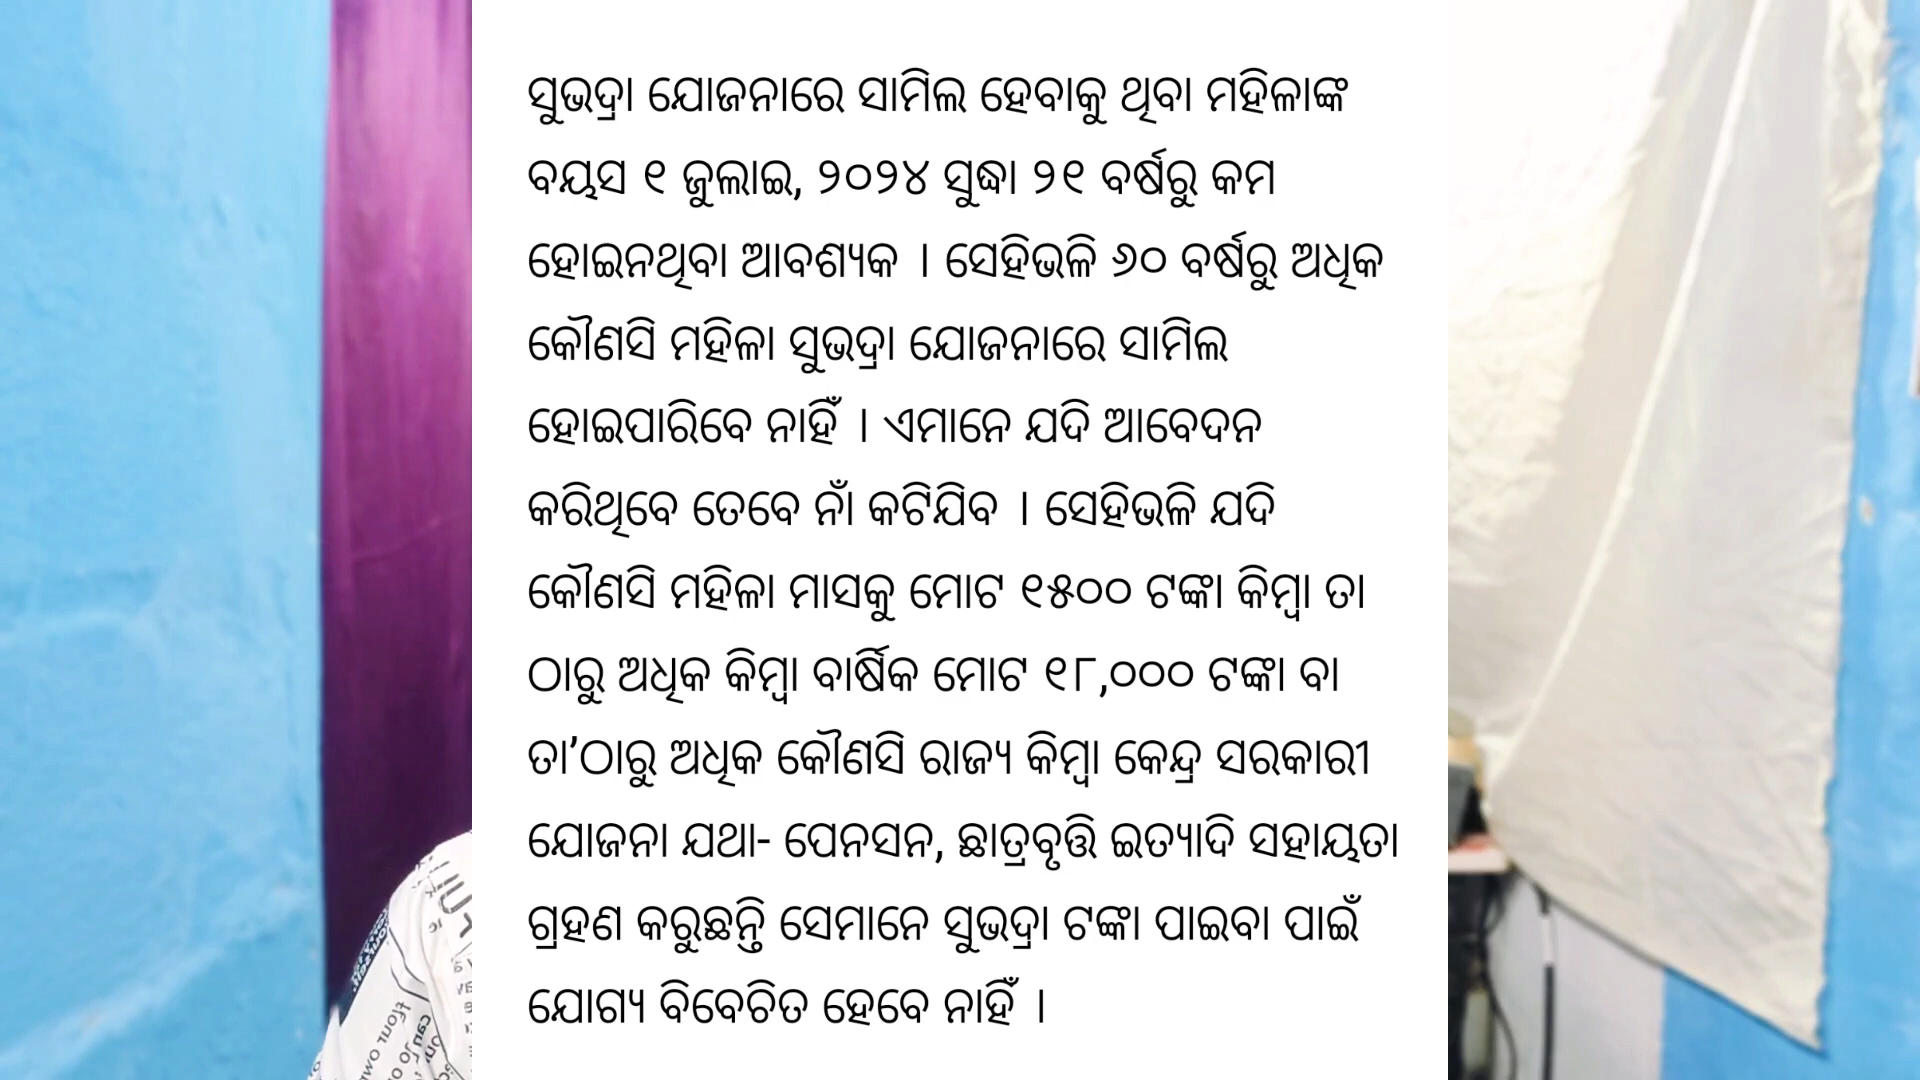 ସୁଭଦ୍ରା ଯୋଜନାରେ ସାମିଲ ହେବାକୁ ଥିବା ମହିଳାଙ୍କ
ବୟସ ୧ ଜୁଲାଇ, ୨୦୨୪ ସୁଦ୍ଧା ୨୧ ବର୍ଷରୁ କମ
ହୋଇନଥିବା ଆବଶ୍ୟକ । ସେହିଭଳି ୬୦ ବର୍ଷରୁ ଅଧିକ
କୌଣସି ମହିଳା ସୁଭଦ୍ରା ଯୋଜନାରେ ସାମିଲ
ହୋଇପାରିବେ ନାହିଁ । ଏମାନେ ଯଦି ଆବେଦନ
କରିଥିବେ ତେବେ ନାଁ କଟିଯିବ । ସେହିଭଳି ଯଦି
କୌଣସି ମହିଳା ମାସକୁ ମୋଟ ୧୫୦୦ ଟଙ୍କା କିମ୍ବା ତା
ଠାରୁ ଅଧିକ କିମ୍ବା ବାର୍ଷିକ ମୋଟ ୧୮,୦୦୦ ଟଙ୍କା ବା
ତା’ଠାରୁ ଅଧିକ କୌଣସି ରାଜ୍ୟ କିମ୍ବା କେନ୍ଦ୍ର ସରକାରୀ
ଯୋଜନା ଯଥା- ପେନସନ, ଛାତ୍ରବୃତ୍ତି ଇତ୍ୟାଦି ସହାୟତା
ଗ୍ରହଣ କରୁଛନ୍ତି ସେମାନେ ସୁଭଦ୍ରା ଟଙ୍କା ପାଇବା ପାଇଁ
ଯୋଗ୍ୟ ବିବେଚିତ ହେବେ ନାହିଁ ।